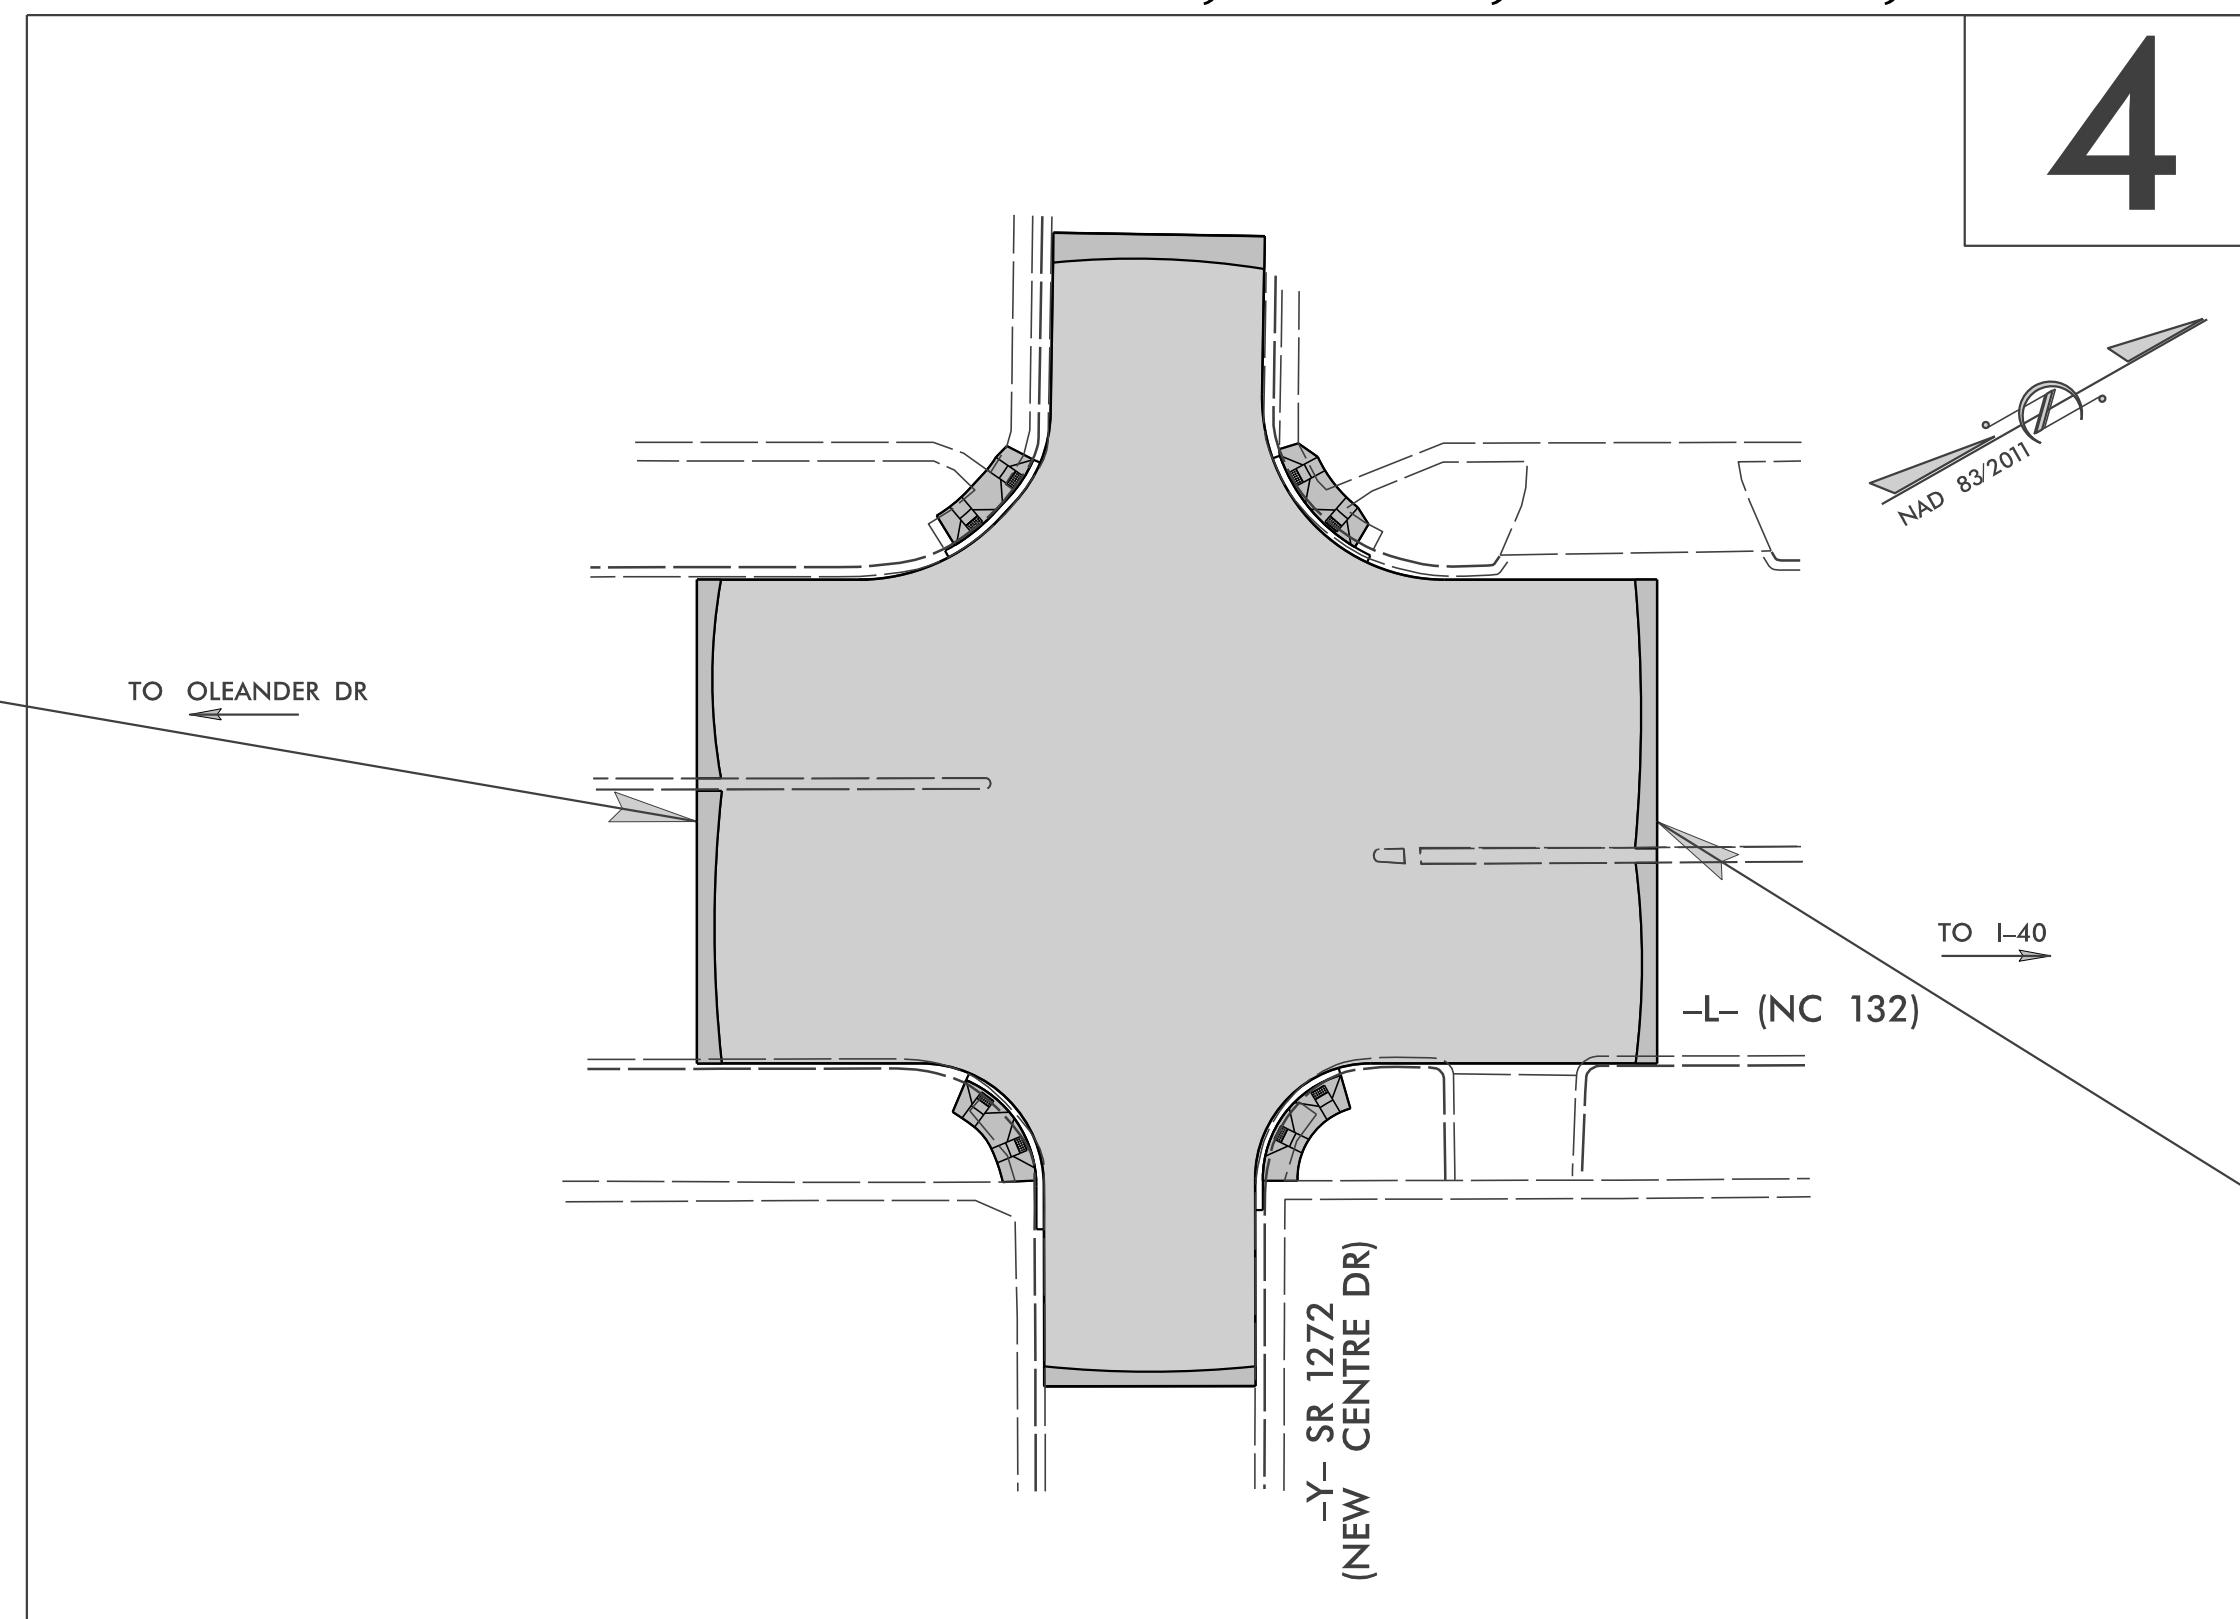 4
NAD 83/2011
TO OLEANDER DR
TO I-40
-L- (NC 132)
-Y- SR 1272
(NEW CENTRE DR)